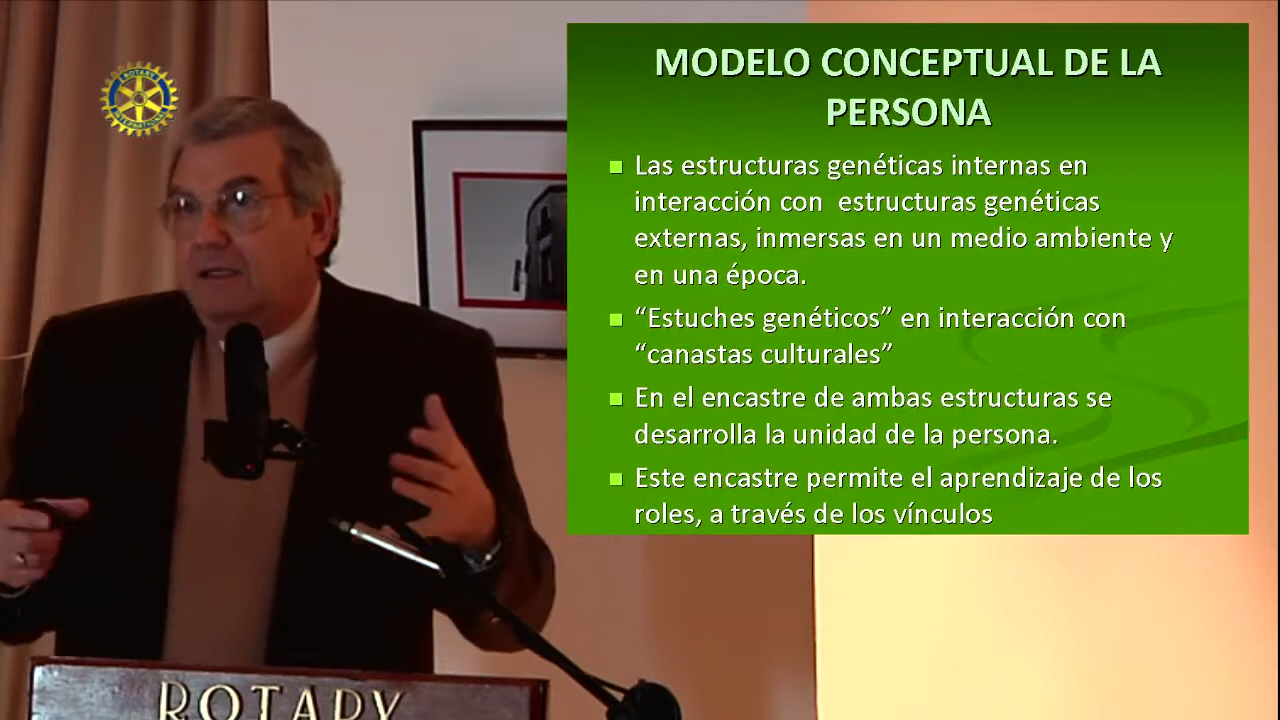 ROTARY
INTERNATIONAL
MODELO CONCEPTUAL DE LA
PERSONA
Las estructuras genéticas internas en
interacción con estructuras genéticas
externas, inmersas en un medio ambiente y
en una época.
“Estuches genéticos” en interacción con
“canastas culturales”
En el encastre de ambas estructuras se
desarrolla la unidad de la persona.
Este encastre permite el aprendizaje de los
roles, a través de los vínculos
ROTARY